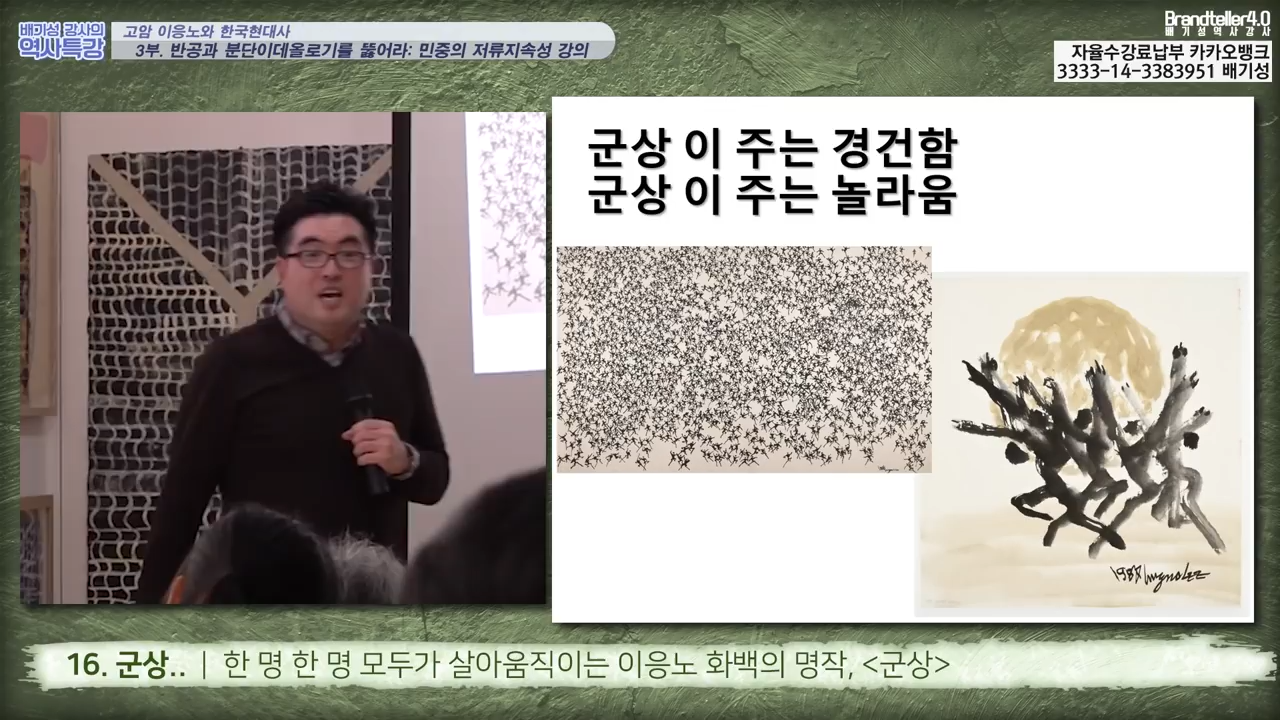 배기성 강사의
역사특강
고암 이응노와 한국현대사
3부. 반공과 분단이데올로기를 뚫어라: 민중의 저류지속성 강의
Brandteller4.0
배기성역사강사
자율수강료납부 카카오뱅크
3333-14-3383951 배기성
군상 이 주는 경건함
군상 이 주는 놀라움
16. 군상.. | 한 명 한 명 모두가 살아움직이는 이응노 화백의 명작, <군상>